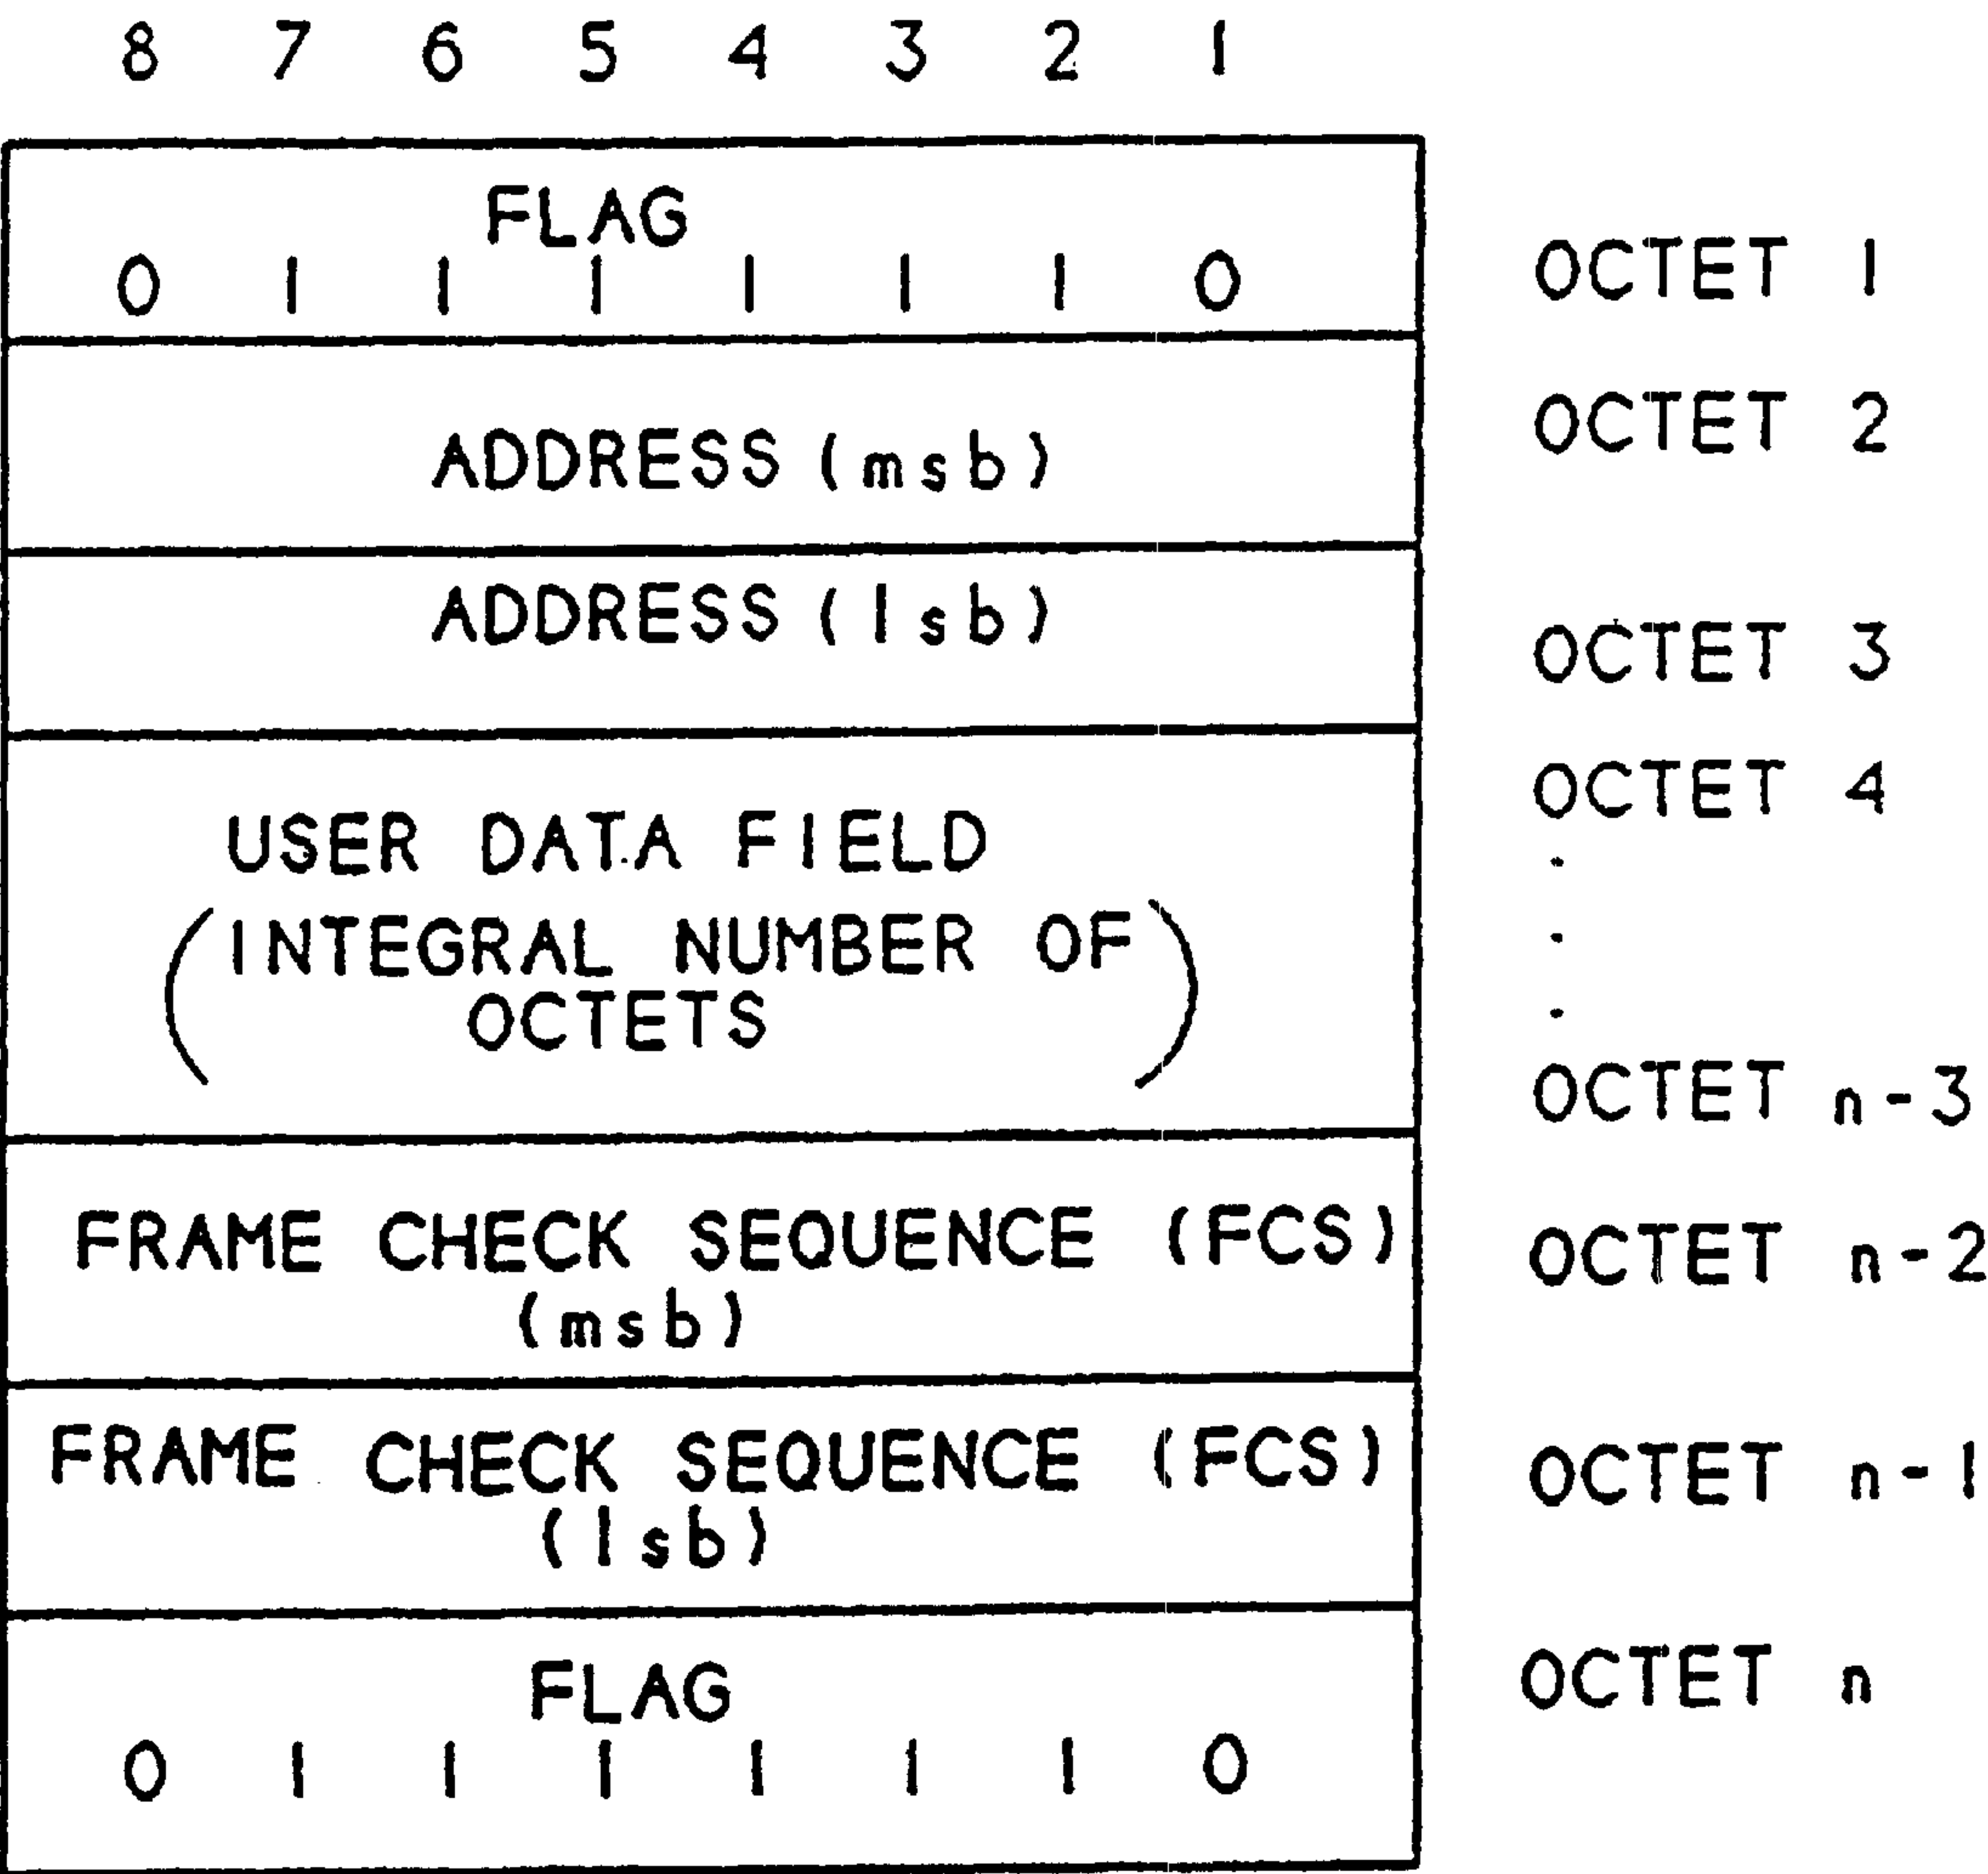 8 7 6 5 4 3 2 1
FLAG
0 1 1 1 1 1 1 0 OCTET 1
ADDRESS (msb) OCTET 2
ADDRESS (lsb) OCTET 3
OCTET 4
USER DATA FIELD
(INTEGRAL NUMBER OF
OCTETS)
OCTET n-3
FRAME CHECK SEQUENCE (FCS) OCTET n-2
(msb)
FRAME CHECK SEQUENCE (FCS) OCTET n-1
(lsb)
FLAG OCTET n
0 1 1 1 1 1 1 0